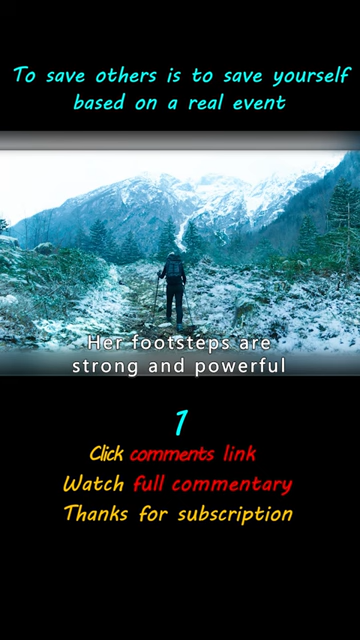 To save others is to save yourself
based on a real event
Her footsteps are
strong and powerful
1
Click comments link
Watch full commentary
Thanks for subscription